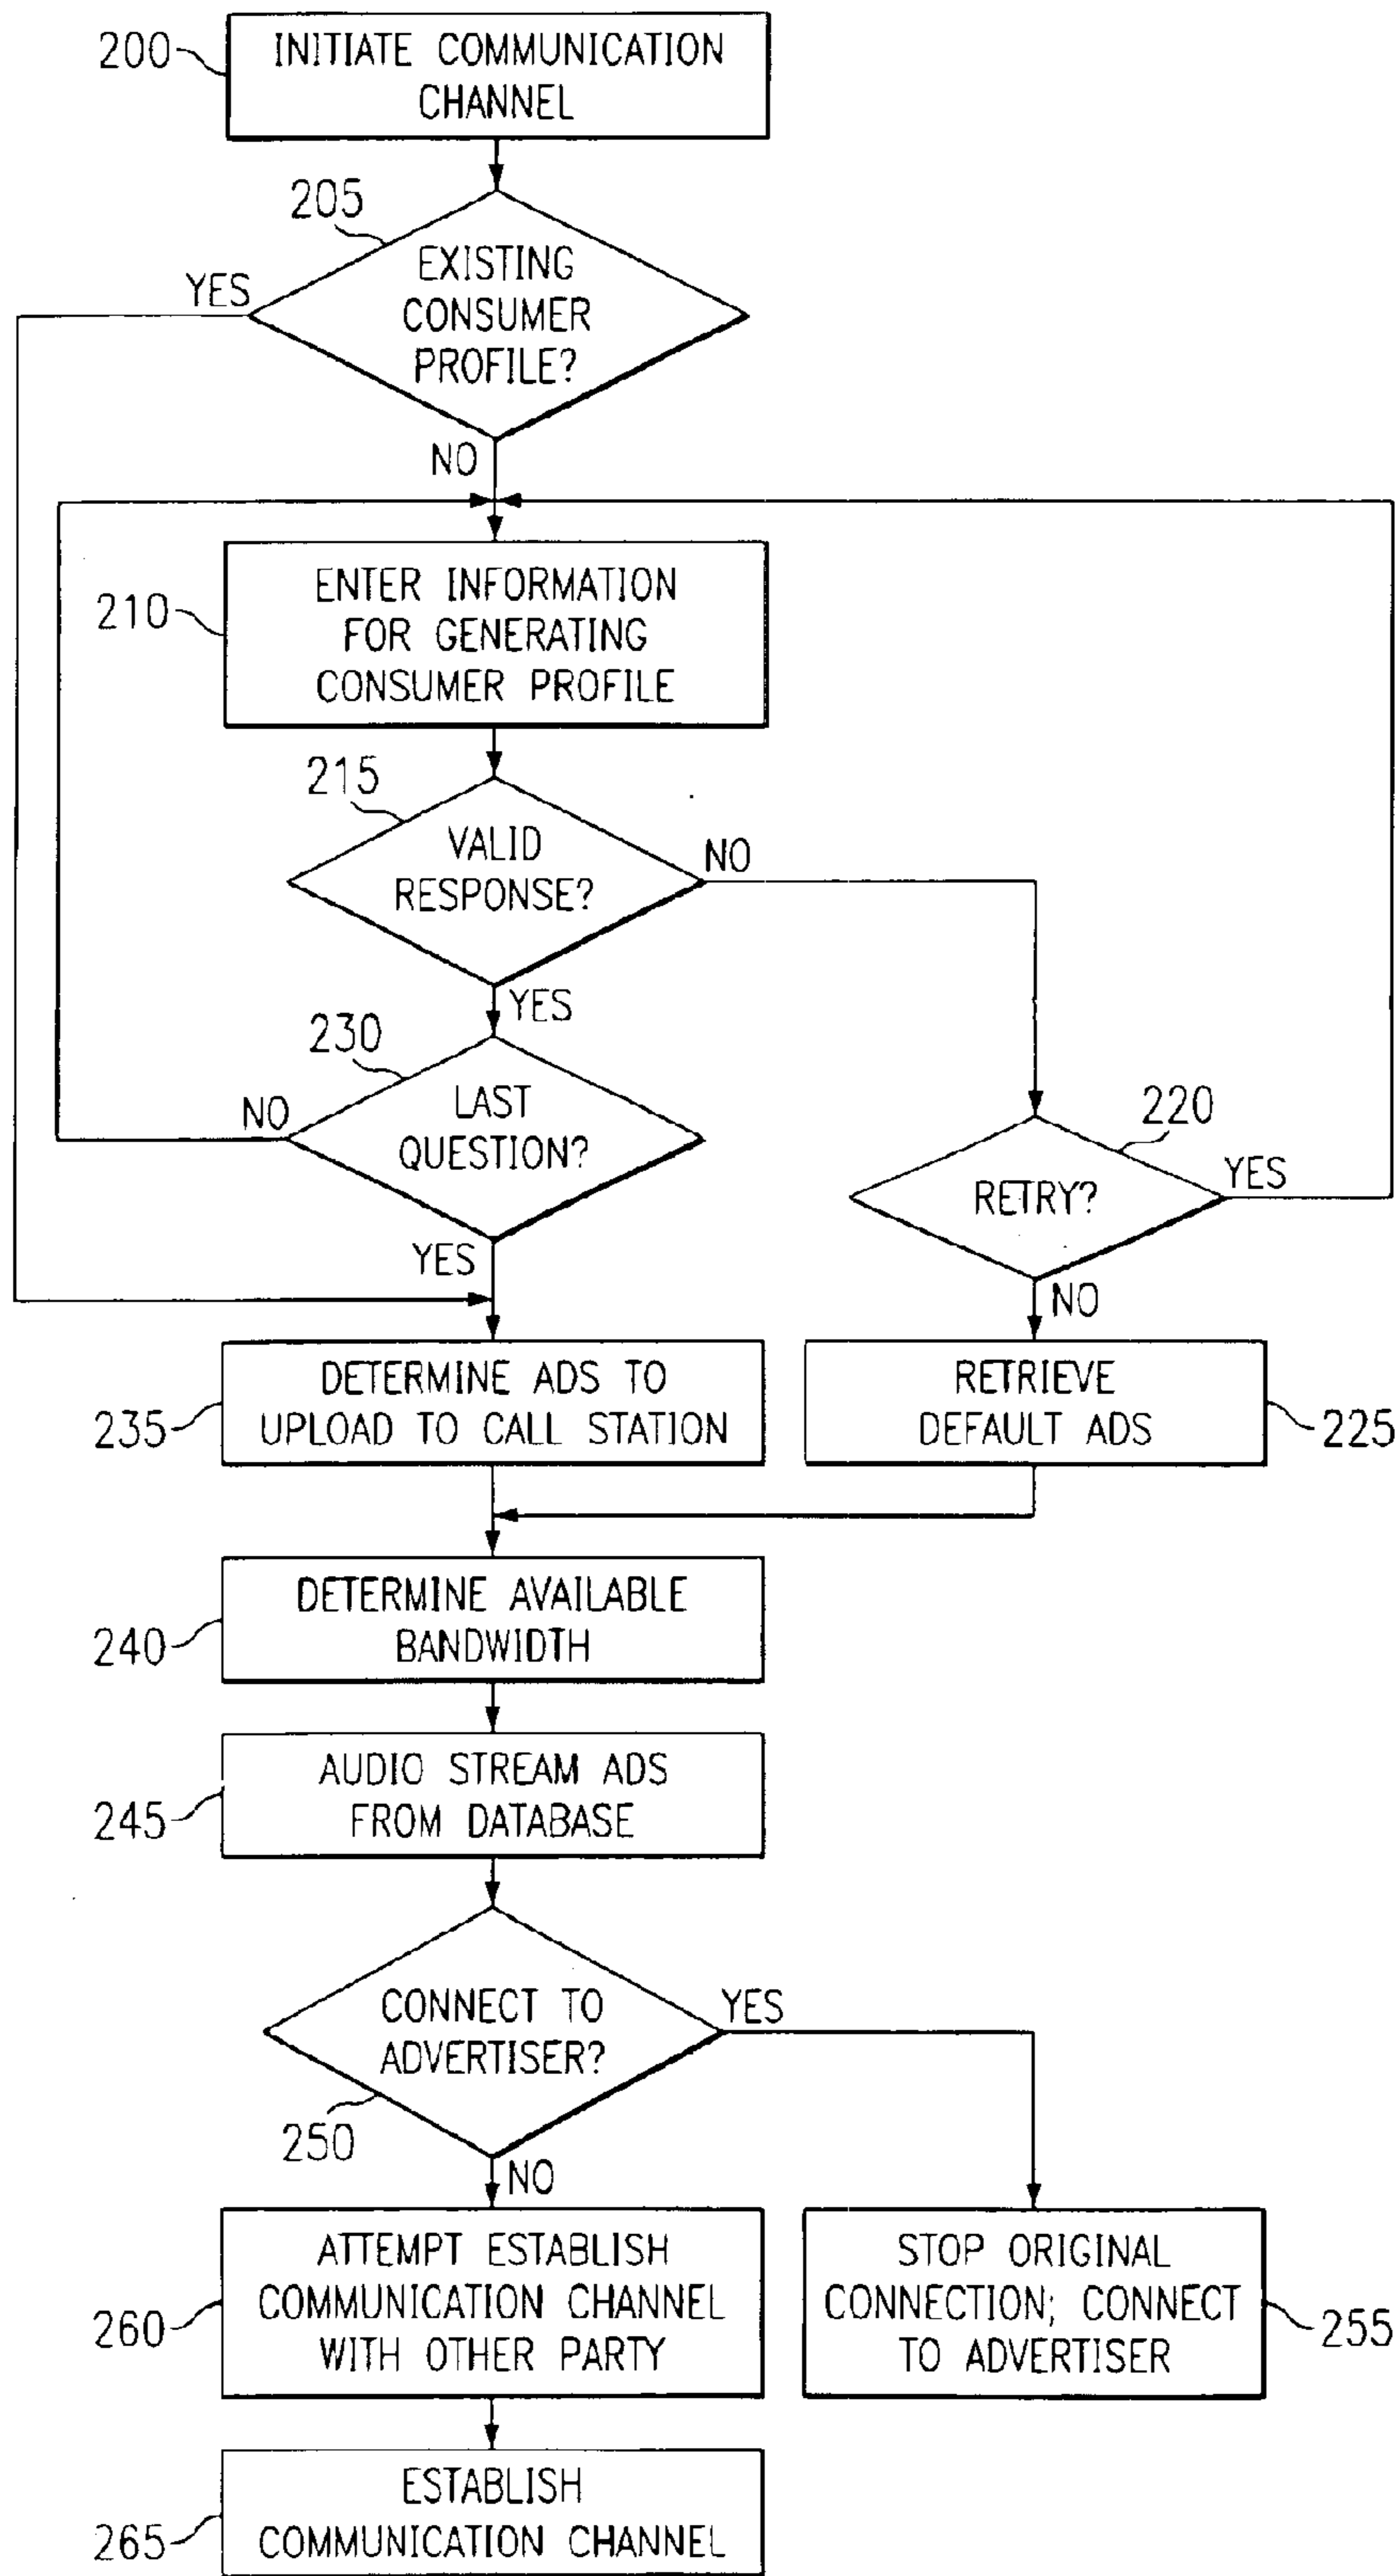 200
INITIATE COMMUNICATION
CHANNEL
205
YES
EXISTING
CONSUMER
PROFILE?
NO
210
ENTER INFORMATION
FOR GENERATING
CONSUMER PROFILE
215
VALID
RESPONSE?
NO
YES
230
NO
LAST
QUESTION?
YES
220
RETRY?
YES
NO
235
DETERMINE ADS TO
UPLOAD TO CALL STATION
RETRIEVE
DEFAULT ADS
225
240
DETERMINE AVAILABLE
BANDWIDTH
245
AUDIO STREAM ADS
FROM DATABASE
CONNECT TO
ADVERTISER?
YES
250
NO
260
ATTEMPT ESTABLISH
COMMUNICATION CHANNEL
WITH OTHER PARTY
STOP ORIGINAL
CONNECTION; CONNECT
TO ADVERTISER
255
265
ESTABLISH
COMMUNICATION CHANNEL